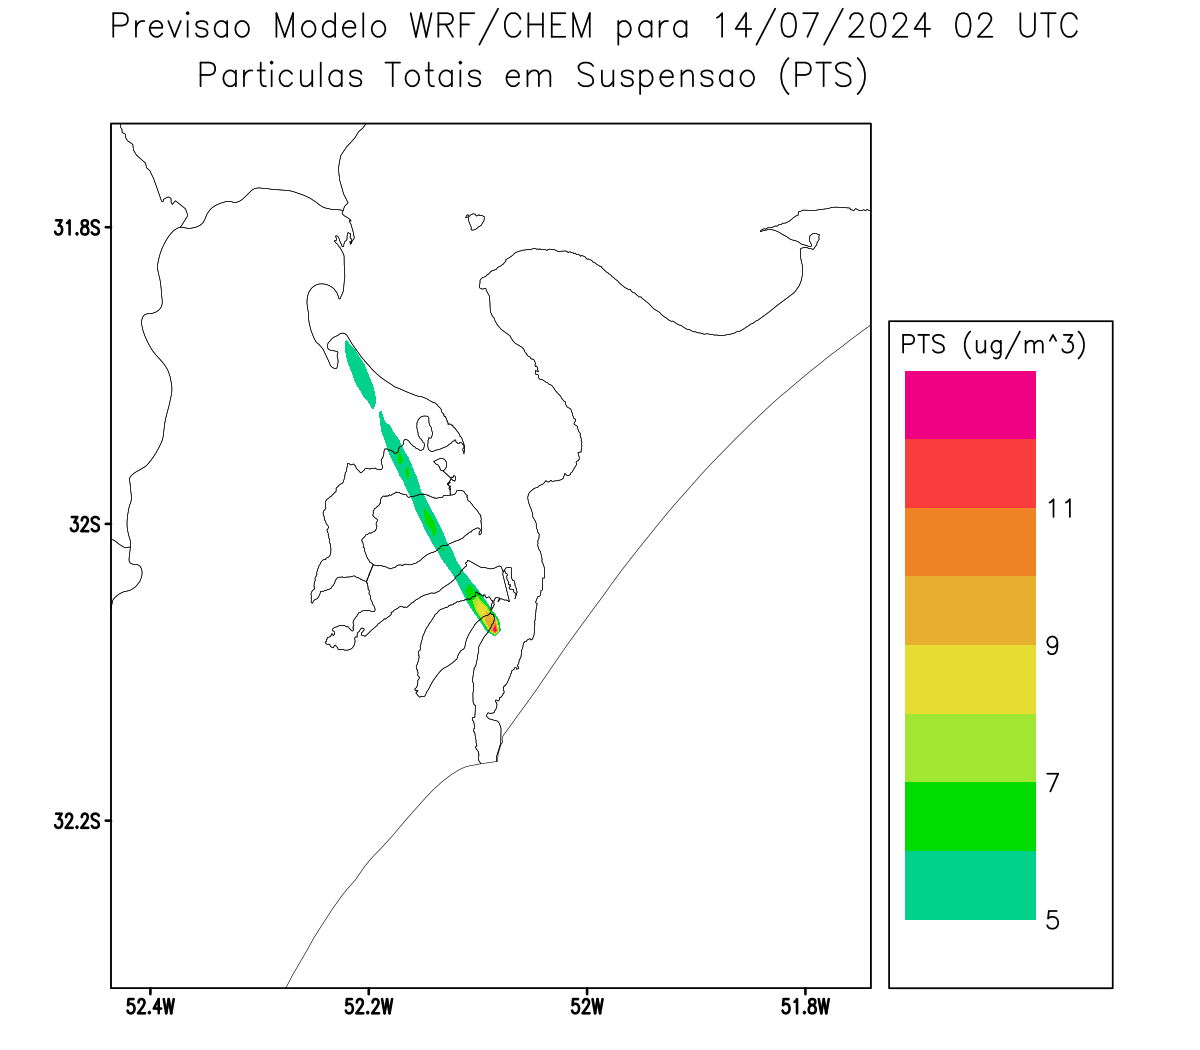 Previsao Modelo WRF/CHEM para 14/07/2024 02 UTC
Particulas Totais em Suspensao (PTS)
31.8S
32S
32.2S
52.4W
52.2W
52W
51.8W
PTS (ug/m^3)
11
9
7
5